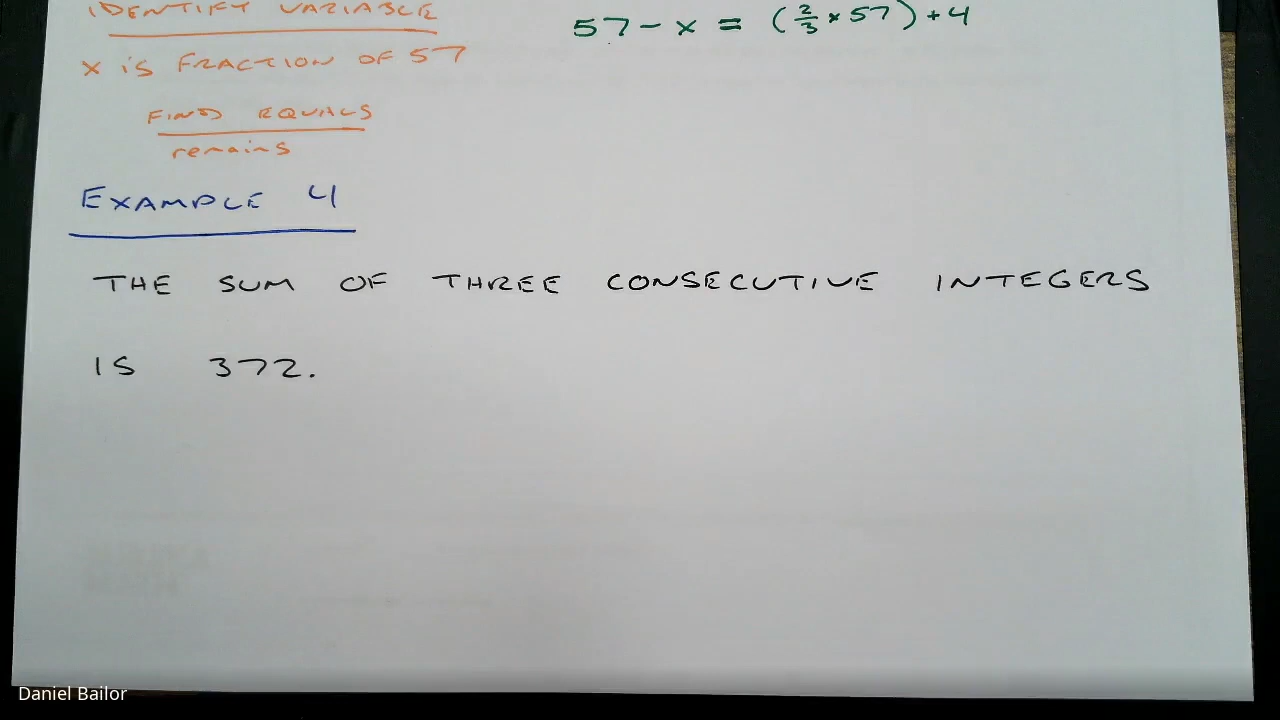 IDENTIFY VARIABLE
57 - x = (2/3 × 57) + 4
x is FRACTION OF 57
FIND EQUALS
remains
EXAMPLE 4
THE SUM OF THREE CONSECUTIVE INTEGERS
IS 372.
Daniel Bailor